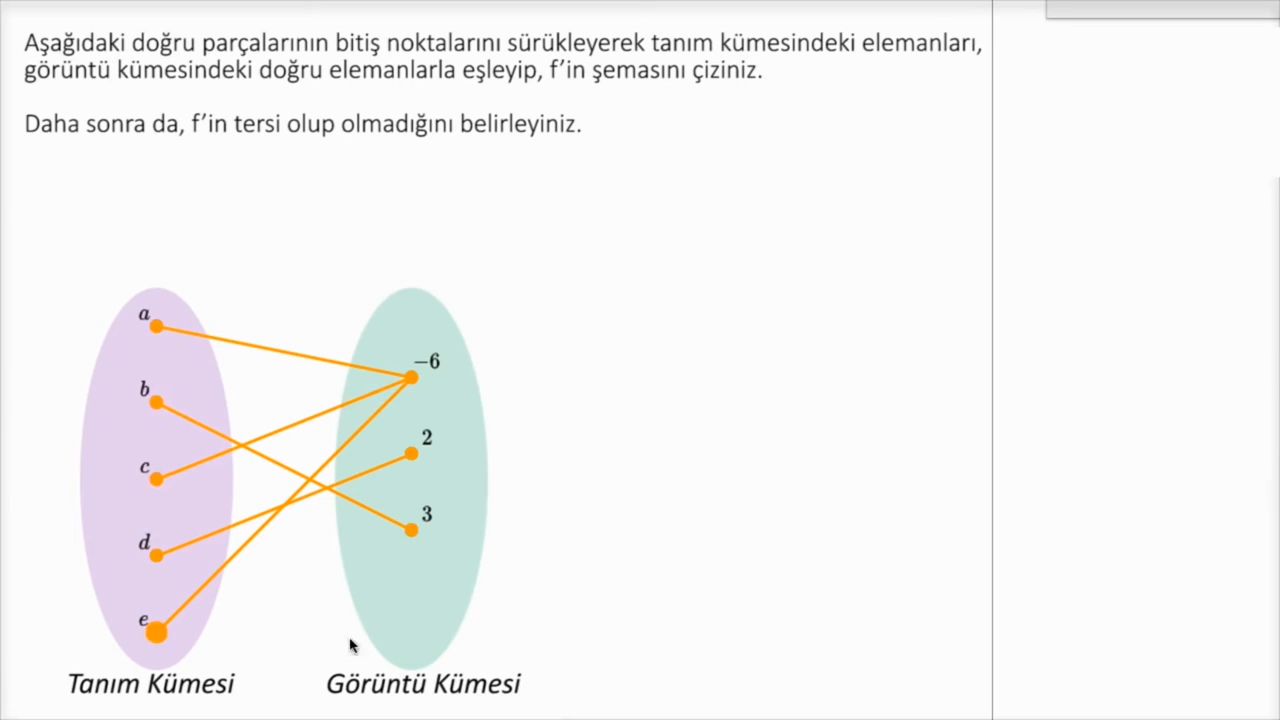 Aşağıdaki doğru parçalarının bitiş noktalarını sürükleyerek tanım kümesindeki elemanları,
görüntü kümesindeki doğru elemanlarla eşleyip, f’in şemasını çiziniz.
Daha sonra da, f’in tersi olup olmadığını belirleyiniz.
a
−6
b
2
c
3
d
e
Tanım Kümesi
Görüntü Kümesi